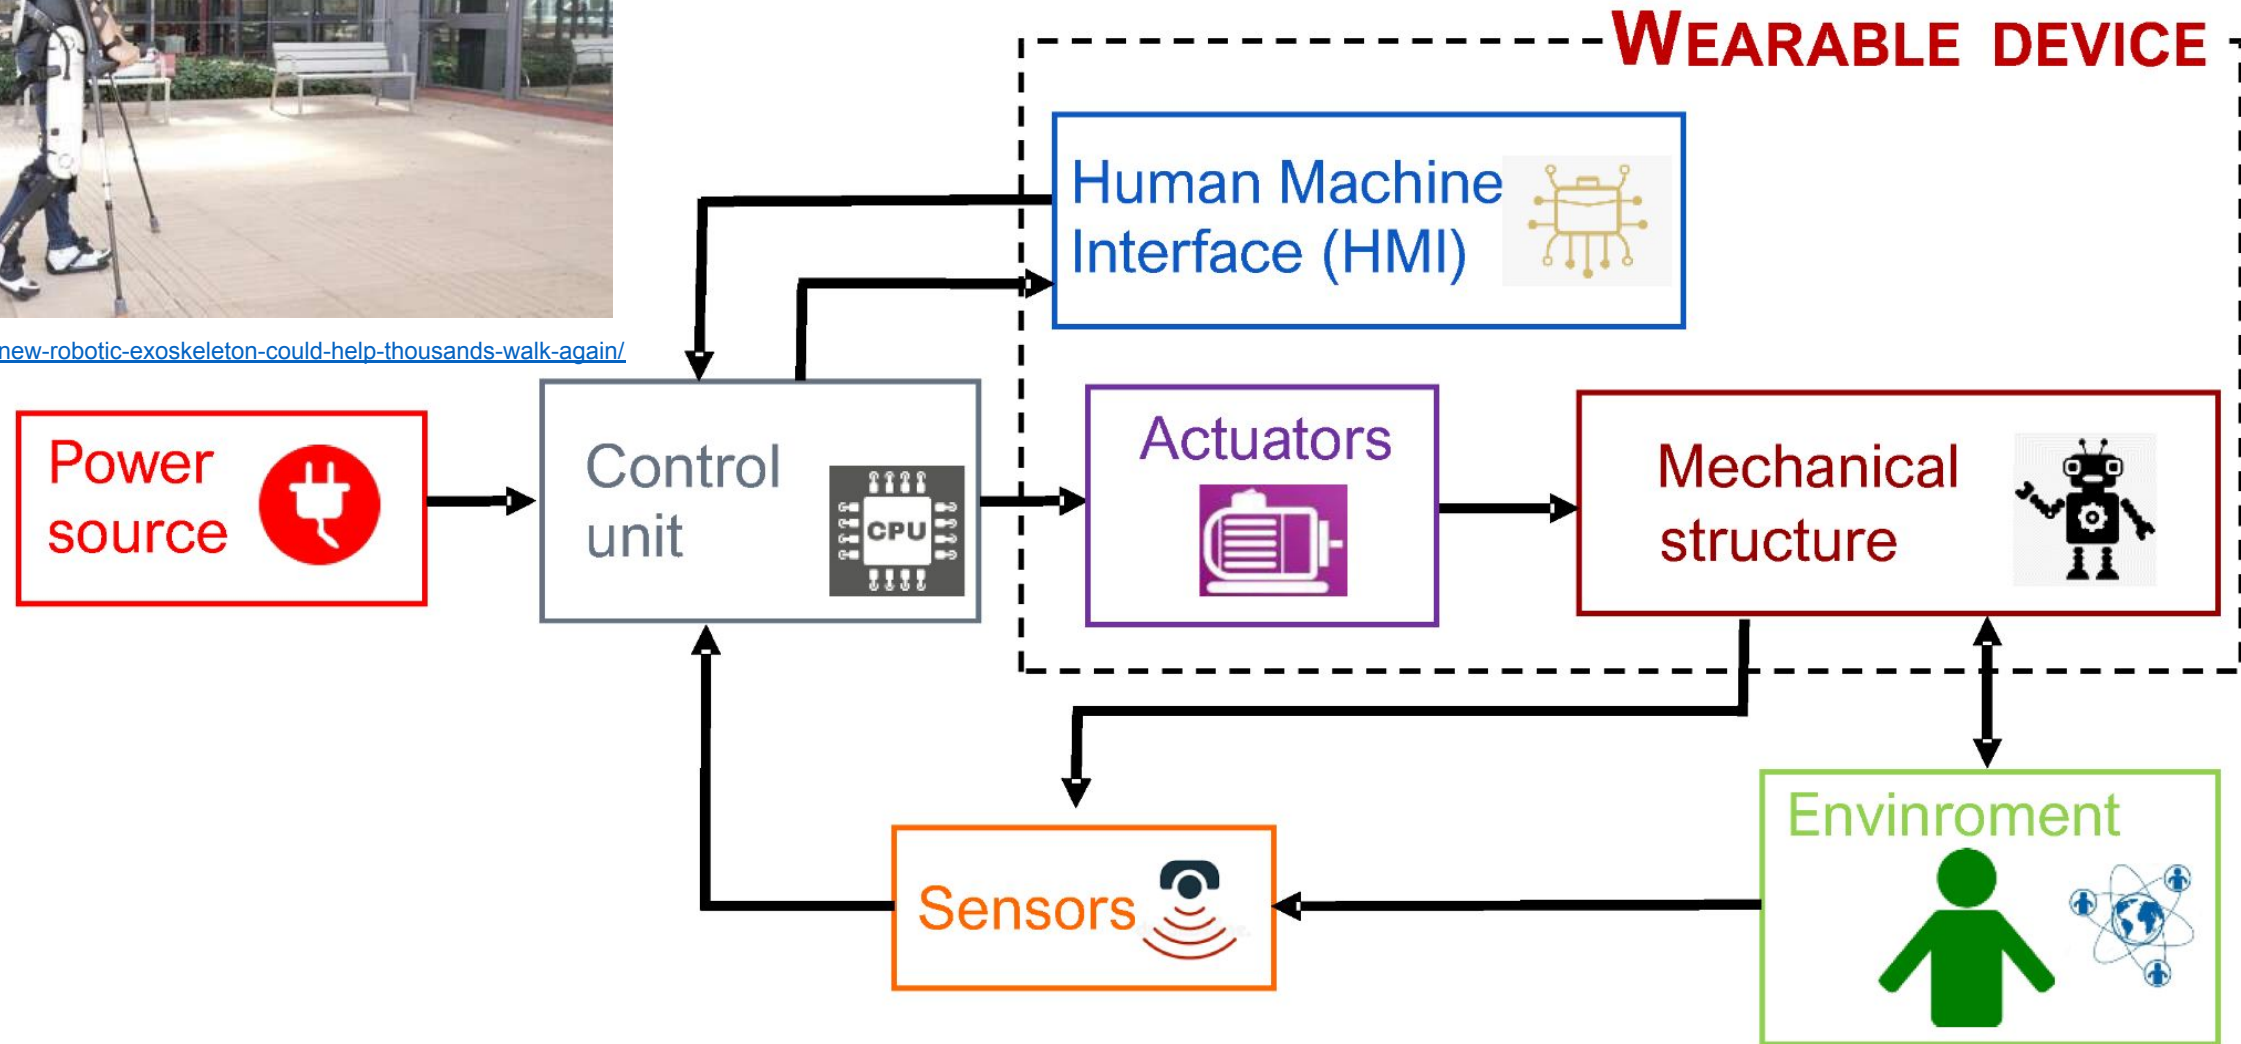 WEARABLE DEVICE
Human Machine
Interface (HMI)
new-robotic-exoskeleton-could-help-thousands-walk-again/
Power
source
Control
unit
CPU
Actuators
Mechanical
structure
Sensors
Envinroment